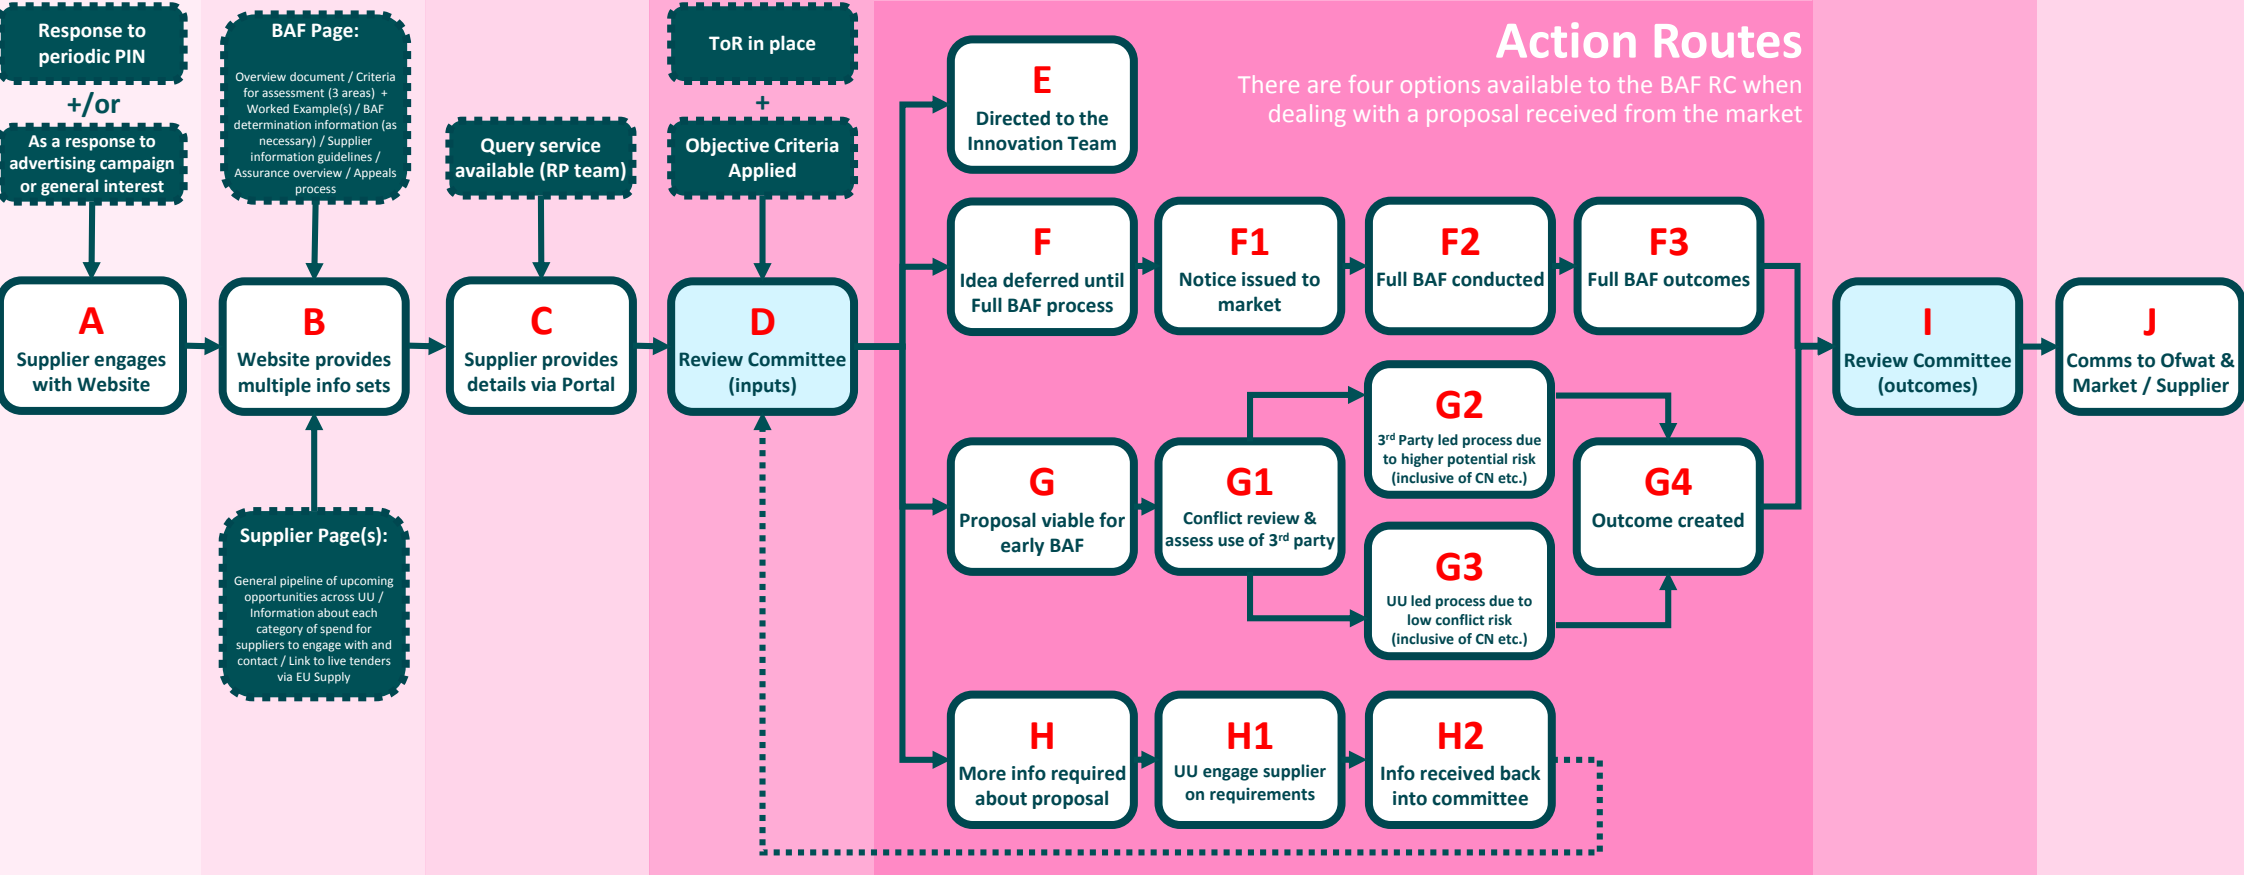 Response to
periodic PIN
+/or
As a response to
advertising campaign
or general interest
A
Supplier engages
with Website
BAF Page:
Overview document / Criteria
for assessment (3 areas) +
Worked Example(s) / BAF
determination information (as
necessary) / Supplier
information guidelines /
Assurance overview / Appeals
process
B
Website provides
multiple info sets
Supplier Page(s):
General pipeline of upcoming
opportunities across UU /
Information about each
category of spend for
suppliers to engage with and
contact / Link to live tenders
via EU Supply
Query service
available (RP team)
C
Supplier provides
details via Portal
ToR in place
+
Objective Criteria
Applied
D
Review Committee
(inputs)
Action Routes
There are four options available to the BAF RC when
dealing with a proposal received from the market
E
Directed to the
Innovation Team
F
Idea deferred until
Full BAF process
F1
Notice issued to
market
F2
Full BAF conducted
F3
Full BAF outcomes
G
Proposal viable for
early BAF
G1
Conflict review &
assess use of 3rd party
G2
3rd Party led process due
to higher potential risk
(inclusive of CN etc.)
G3
UU led process due to
low conflict risk
(inclusive of CN etc.)
G4
Outcome created
H
More info required
about proposal
H1
UU engage supplier
on requirements
H2
Info received back
into committee
I
Review Committee
(outcomes)
J
Comms to Ofwat &
Market / Supplier